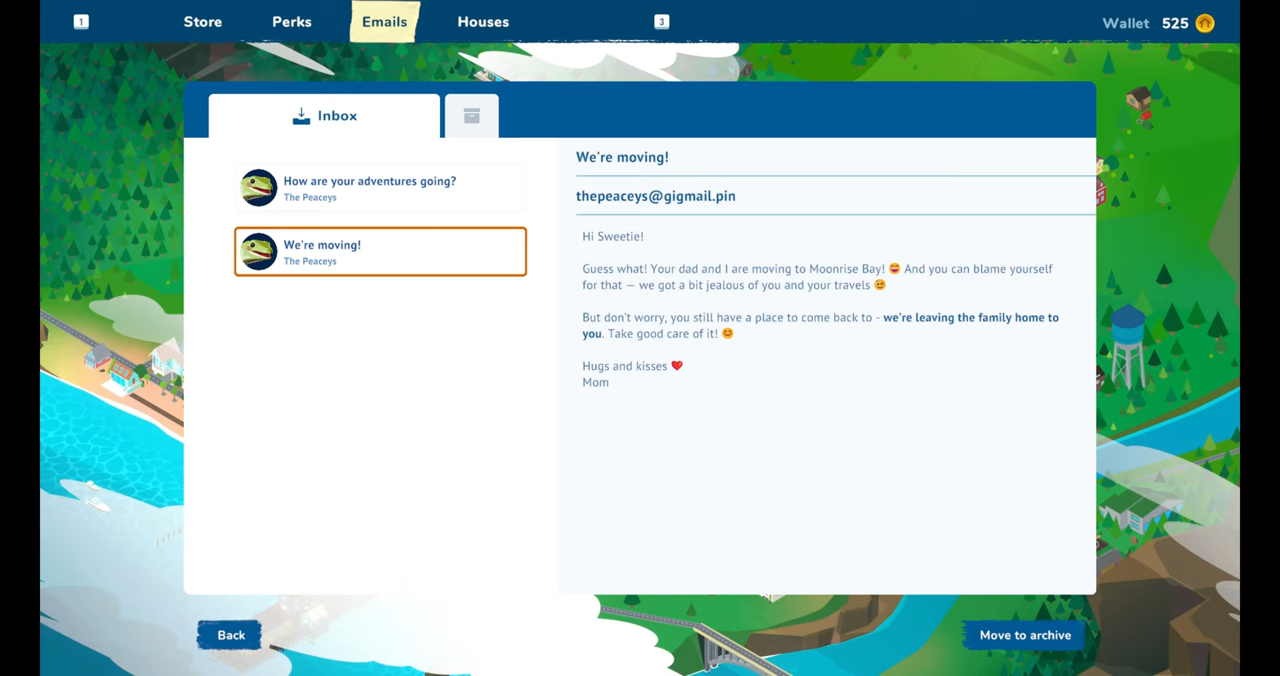 1 Store Perks Emails Houses 3 Wallet 525
Inbox
How are your adventures going?
The Peaceys
We're moving!
The Peaceys
We're moving!
thepeaceys@gigmail.pin
Hi Sweetie!
Guess what! Your dad and I are moving to Moonrise Bay! 😄 And you can blame yourself
for that — we got a bit jealous of you and your travels 😉
But don't worry, you still have a place to come back to - we're leaving the family home to
you. Take good care of it! 😊
Hugs and kisses ❤️
Mom
Back
Move to archive